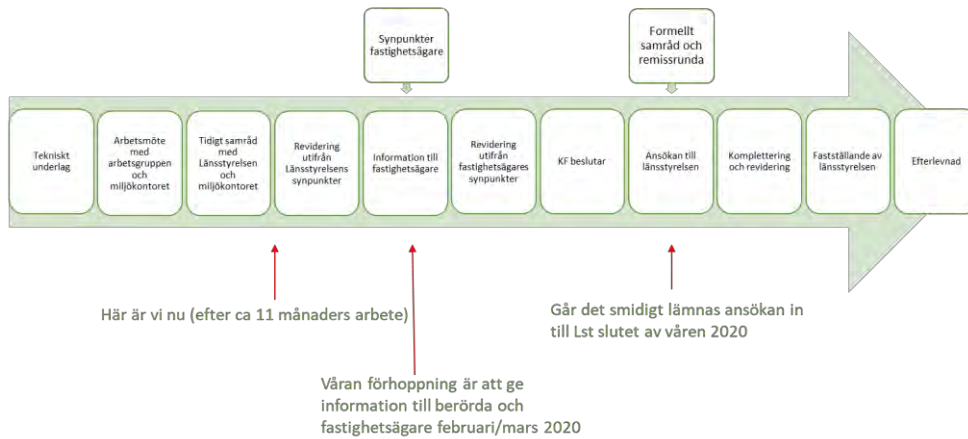 Synpunkter
fastighetsägare
Formellt
samråd och
remissrunda
Tekniskt
underlag
Arbetsmöte
med
arbetsgruppen
och
miljökontoret
Tidigt samråd
med
Länsstyrelsen
och
miljökontoret
Revidering
utifrån
Länsstyrelsens
synpunkter
Information till
fastighetsägare
Revidering
utifrån
fastighetsägares
synpunkter
KF beslutar
Ansökan till
länsstyrelsen
Komplettering
och revidering
Fastställande av
länsstyrelsen
Efterlevnad
Här är vi nu (efter ca 11 månaders arbete)
Går det smidigt lämnas ansökan in
till Lst slutet av våren 2020
Våran förhoppning är att ge
information till berörda och
fastighetsägare februari/mars 2020